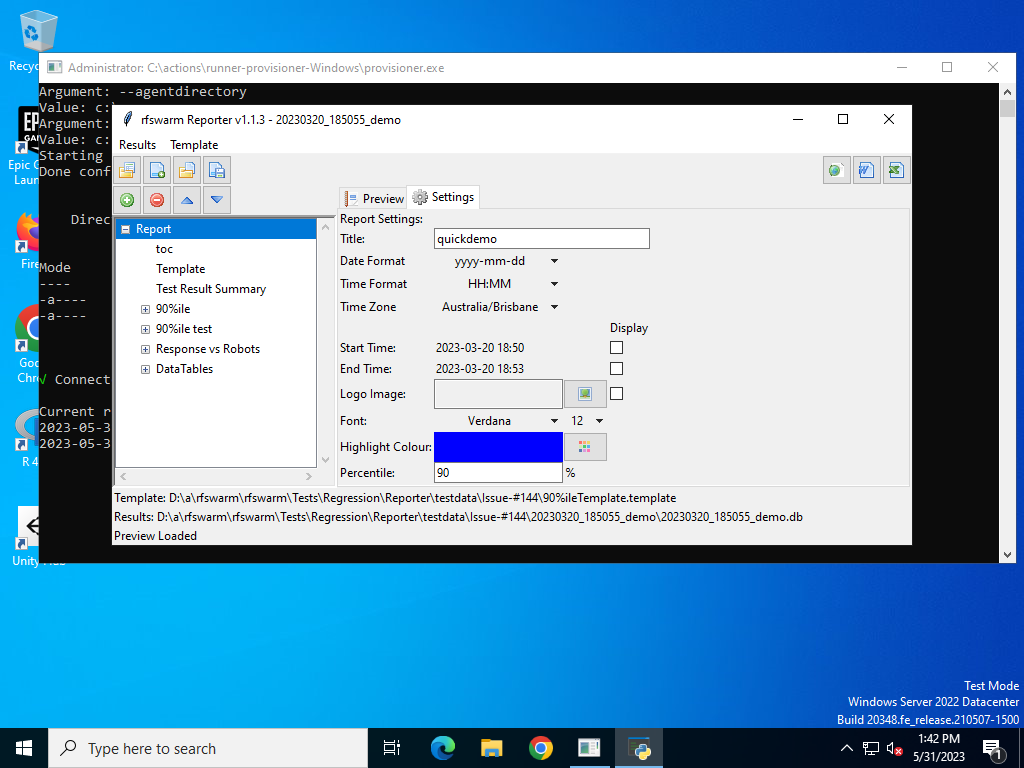 Recyc
Administrator: C:\actions\runner-provisioner-Windows\provisioner.exe
Argument: --agentdirectory
Value: c:\
Argument:
Value: c:
Starting
Done conf
Direc
Mode
----
-a----
-a----
√ Connect
Current r
2023-05-3
2023-05-3
Epic G
Laun
Fire
Goo
Chr
R 4
Unity Hub
rfswarm Reporter v1.1.3 - 20230320_185055_demo
Results Template
Preview Settings
Report
toc
Template
Test Result Summary
90%ile
90%ile test
Response vs Robots
DataTables
Report Settings:
Title: quickdemo
Date Format yyyy-mm-dd
Time Format HH:MM
Time Zone Australia/Brisbane
Display
Start Time: 2023-03-20 18:50
End Time: 2023-03-20 18:53
Logo Image:
Font: Verdana 12
Highlight Colour:
Percentile: 90 %
Template: D:\a\rfswarm\rfswarm\Tests\Regression\Reporter\testdata\Issue-#144\90%ileTemplate.template
Results: D:\a\rfswarm\rfswarm\Tests\Regression\Reporter\testdata\Issue-#144\20230320_185055_demo\20230320_185055_demo.db
Preview Loaded
Test Mode
Windows Server 2022 Datacenter
Build 20348.fe_release.210507-1500
Type here to search
1:42 PM
5/31/2023
1